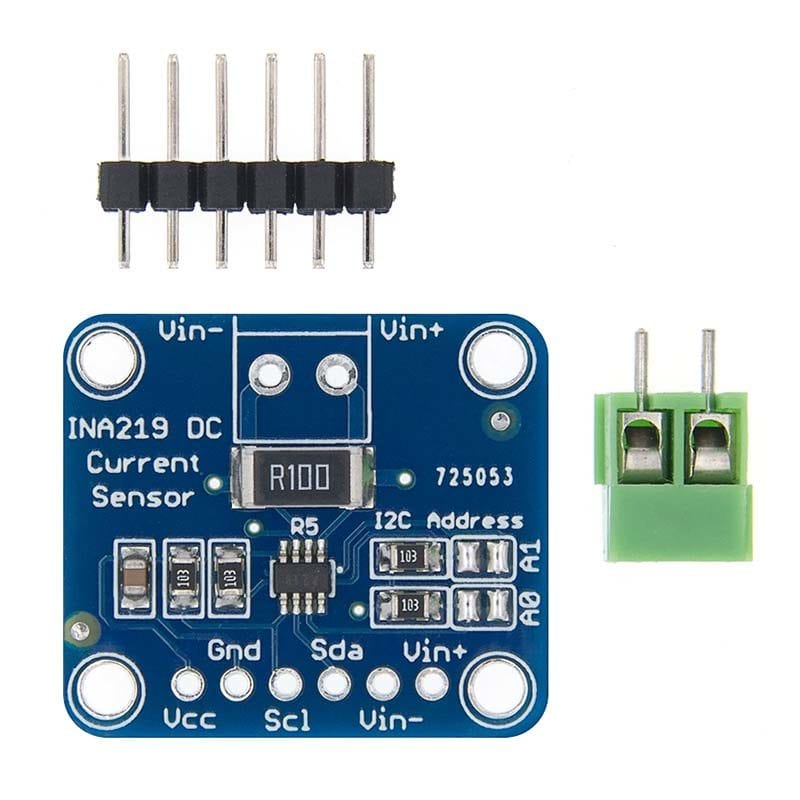 Vin- Vin+
INA219 DC
Current
Sensor
R100
725053
R5
I2C Address
103
A1
103 103
103
A0
Gnd Sda Vin+
Vcc Scl Vin-